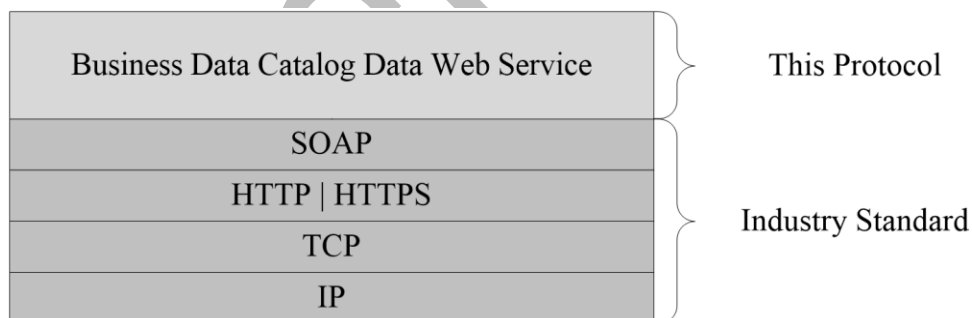 Business Data Catalog Data Web Service
This Protocol
SOAP
HTTP | HTTPS
TCP
IP
Industry Standard